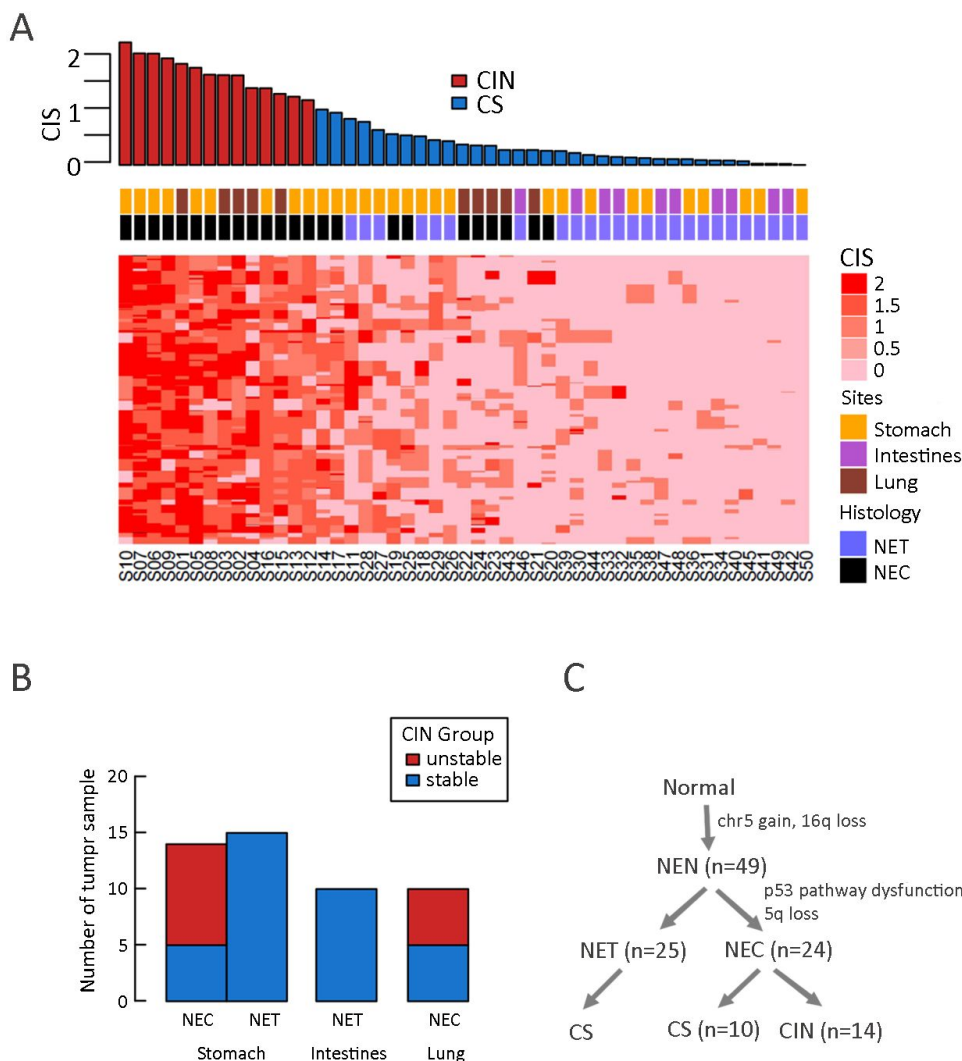 A
CIS
2
1
0
CIN
CS
S10 S07 S06 S09 S01 S05 S08 S03 S02 S04 S16 S15 S13 S12 S14 S17 S11 S28 S27 S19 S25 S18 S29 S26 S22 S24 S23 S43 S46 S21 S20 S39 S30 S44 S33 S32 S35 S38 S47 S48 S36 S31 S34 S40 S45 S41 S49 S42 S50
CIS
2
1.5
1
0.5
0
Sites
Stomach
Intestines
Lung
Histology
NET
NEC
B
CIN Group
unstable
stable
Number of tumpr sample
20
15
10
5
0
NEC NET NET NEC
Stomach Intestines Lung
C
Normal
chr5 gain, 16q loss
NEN (n=49)
p53 pathway dysfunction
5q loss
NET (n=25) NEC (n=24)
CS CS (n=10) CIN (n=14)